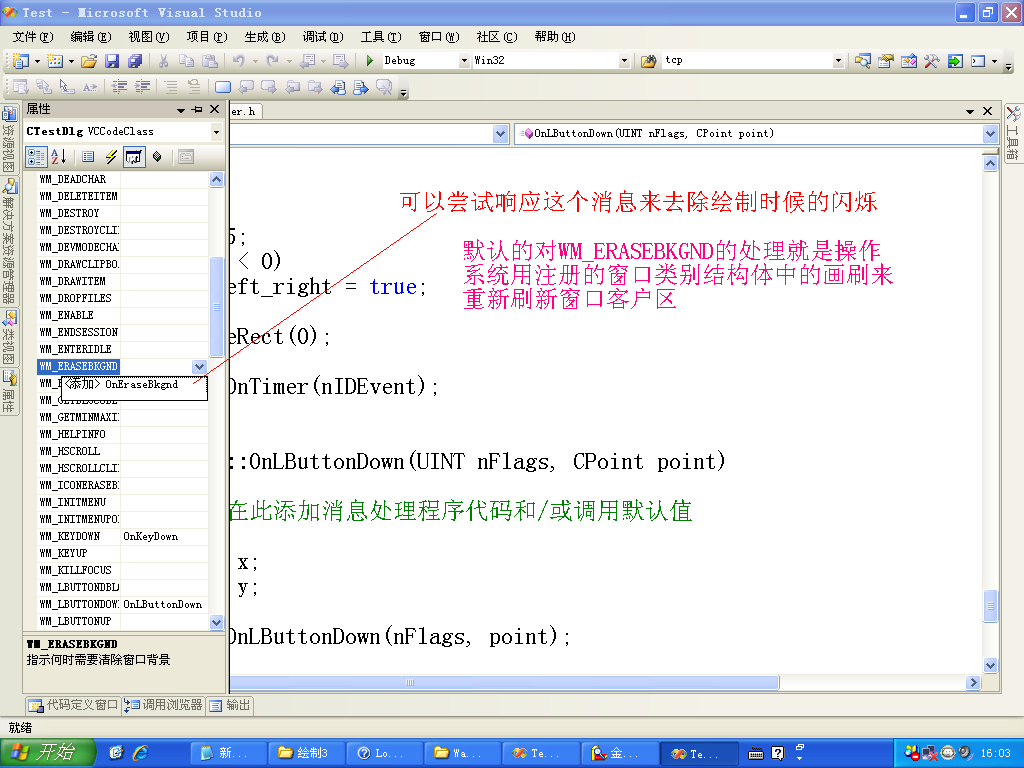 Test - Microsoft Visual Studio
文件(F) 编辑(E) 视图(V) 项目(P) 生成(B) 调试(D) 工具(T) 窗口(W) 社区(C) 帮助(H)
Debug Win32 tcp
属性
er.h
CTestDlg VCCodeClass
OnLButtonDown(UINT nFlags, CPoint point)
资源视图
解决方案资源管理器
类视图
属性
工具箱
WM_DEADCHAR
WM_DELETEITEM
WM_DESTROY
WM_DESTROYCLI
WM_DEVMODECHA
WM_DRAWCLIPBO
WM_DRAWITEM
WM_DROPFILES
WM_ENABLE
WM_ENDSESSION
WM_ENTERIDLE
WM_ERASEBKGND
<添加> OnEraseBkgnd
WM_GETMINMAXI
WM_HELPINFO
WM_HSCROLL
WM_HSCROLLCLI
WM_ICONERASEB
WM_INITMENU
WM_INITMENUPO
WM_KEYDOWN OnKeyDown
WM_KEYUP
WM_KILLFOCUS
WM_LBUTTONDBL
WM_LBUTTONDOW OnLButtonDown
WM_LBUTTONUP
WM_ERASEBKGND
指示何时需要清除窗口背景
可以尝试响应这个消息来去除绘制时候的闪烁
默认的对WM_ERASEBKGND的处理就是操作
系统用注册的窗口类别结构体中的画刷来
重新刷新窗口客户区
5;
< 0)
eft_right = true;
eRect(0);
OnTimer(nIDEvent);
::OnLButtonDown(UINT nFlags, CPoint point)
在此添加消息处理程序代码和/或调用默认值
x;
y;
OnLButtonDown(nFlags, point);
代码定义窗口 调用浏览器 输出
就绪
开始 新... 绘制3 Lo... Wa... Te... 金... Te... 16:03